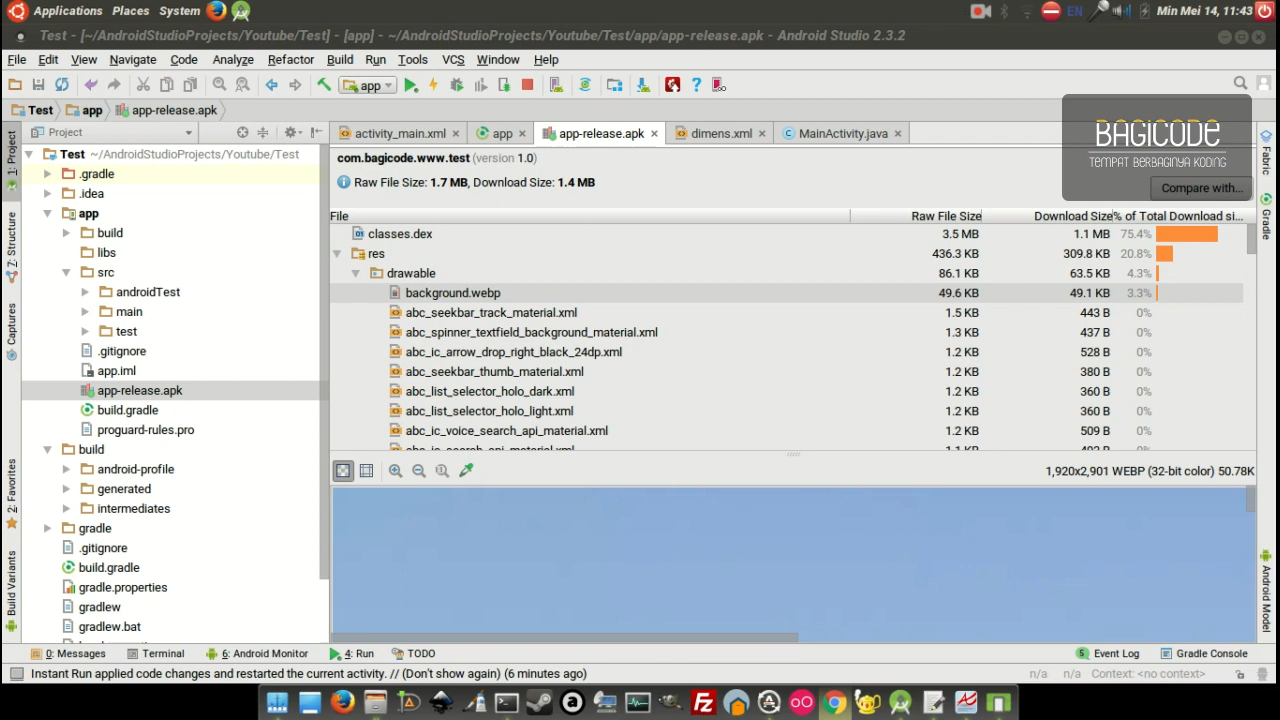 Applications Places System EN Min Mei 14, 11:43
Test - [~/AndroidStudioProjects/Youtube/Test] - [app] - ~/AndroidStudioProjects/Youtube/Test/app/app-release.apk - Android Studio 2.3.2
File Edit View Navigate Code Analyze Refactor Build Run Tools VCS Window Help
app
Test app app-release.apk
Project
activity_main.xml app app-release.apk dimens.xml MainActivity.java
BAGICODE
TEMPAT BERBAGINYA KODING
Compare with...
1: Project
7: Structure
Captures
2: Favorites
Build Variants
Test ~/AndroidStudioProjects/Youtube/Test
.gradle
.idea
app
build
libs
src
androidTest
main
test
.gitignore
app.iml
app-release.apk
build.gradle
proguard-rules.pro
build
android-profile
generated
intermediates
gradle
.gitignore
build.gradle
gradle.properties
gradlew
gradlew.bat
com.bagicode.www.test (version 1.0)
Raw File Size: 1.7 MB, Download Size: 1.4 MB
File Raw File Size Download Size % of Total Download si...
classes.dex 3.5 MB 1.1 MB 75.4%
res 436.3 KB 309.8 KB 20.8%
drawable 86.1 KB 63.5 KB 4.3%
background.webp 49.6 KB 49.1 KB 3.3%
abc_seekbar_track_material.xml 1.5 KB 443 B 0%
abc_spinner_textfield_background_material.xml 1.3 KB 437 B 0%
abc_ic_arrow_drop_right_black_24dp.xml 1.2 KB 528 B 0%
abc_seekbar_thumb_material.xml 1.2 KB 380 B 0%
abc_list_selector_holo_dark.xml 1.2 KB 360 B 0%
abc_list_selector_holo_light.xml 1.2 KB 360 B 0%
abc_ic_voice_search_api_material.xml 1.2 KB 509 B 0%
1,920x2,901 WEBP (32-bit color) 50.78K
Fabric
Gradle
Android Model
0: Messages Terminal 6: Android Monitor 4: Run TODO 5 Event Log Gradle Console
Instant Run applied code changes and restarted the current activity. // (Don't show again) (6 minutes ago) n/a n/a Context: <no context>